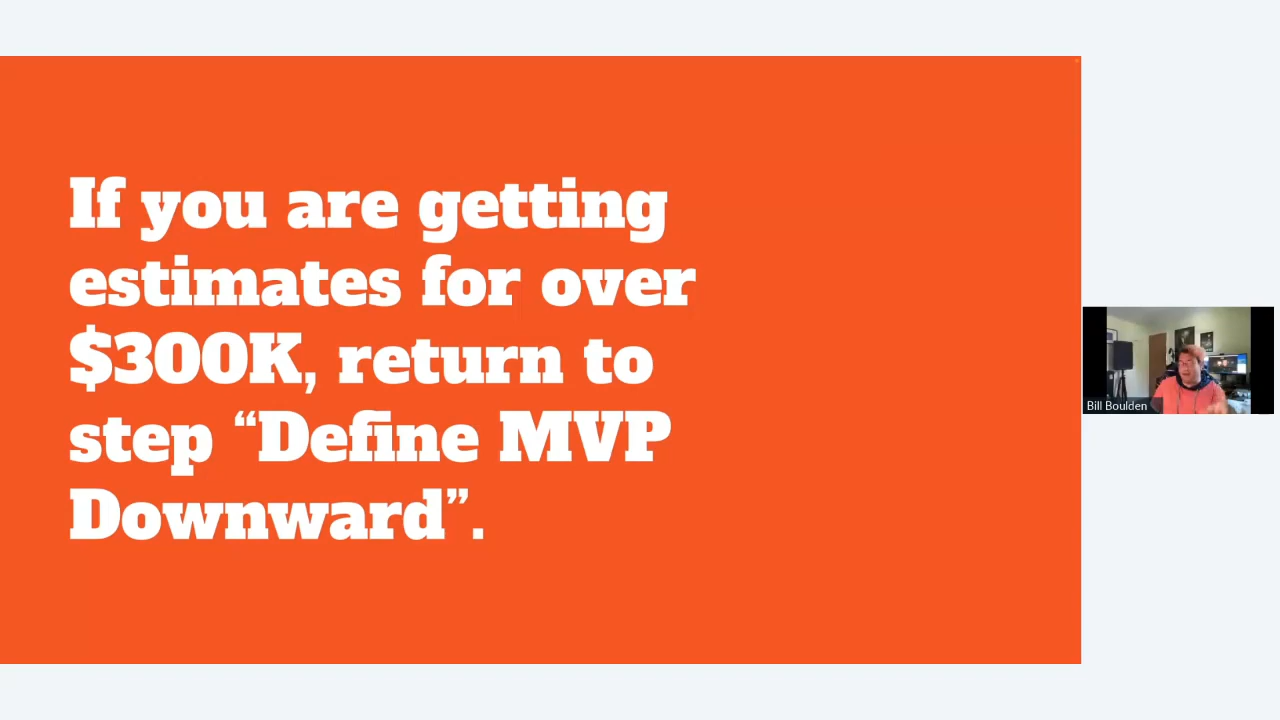 If you are getting
estimates for over
$300K, return to
step “Define MVP
Downward”.
Bill Boulden